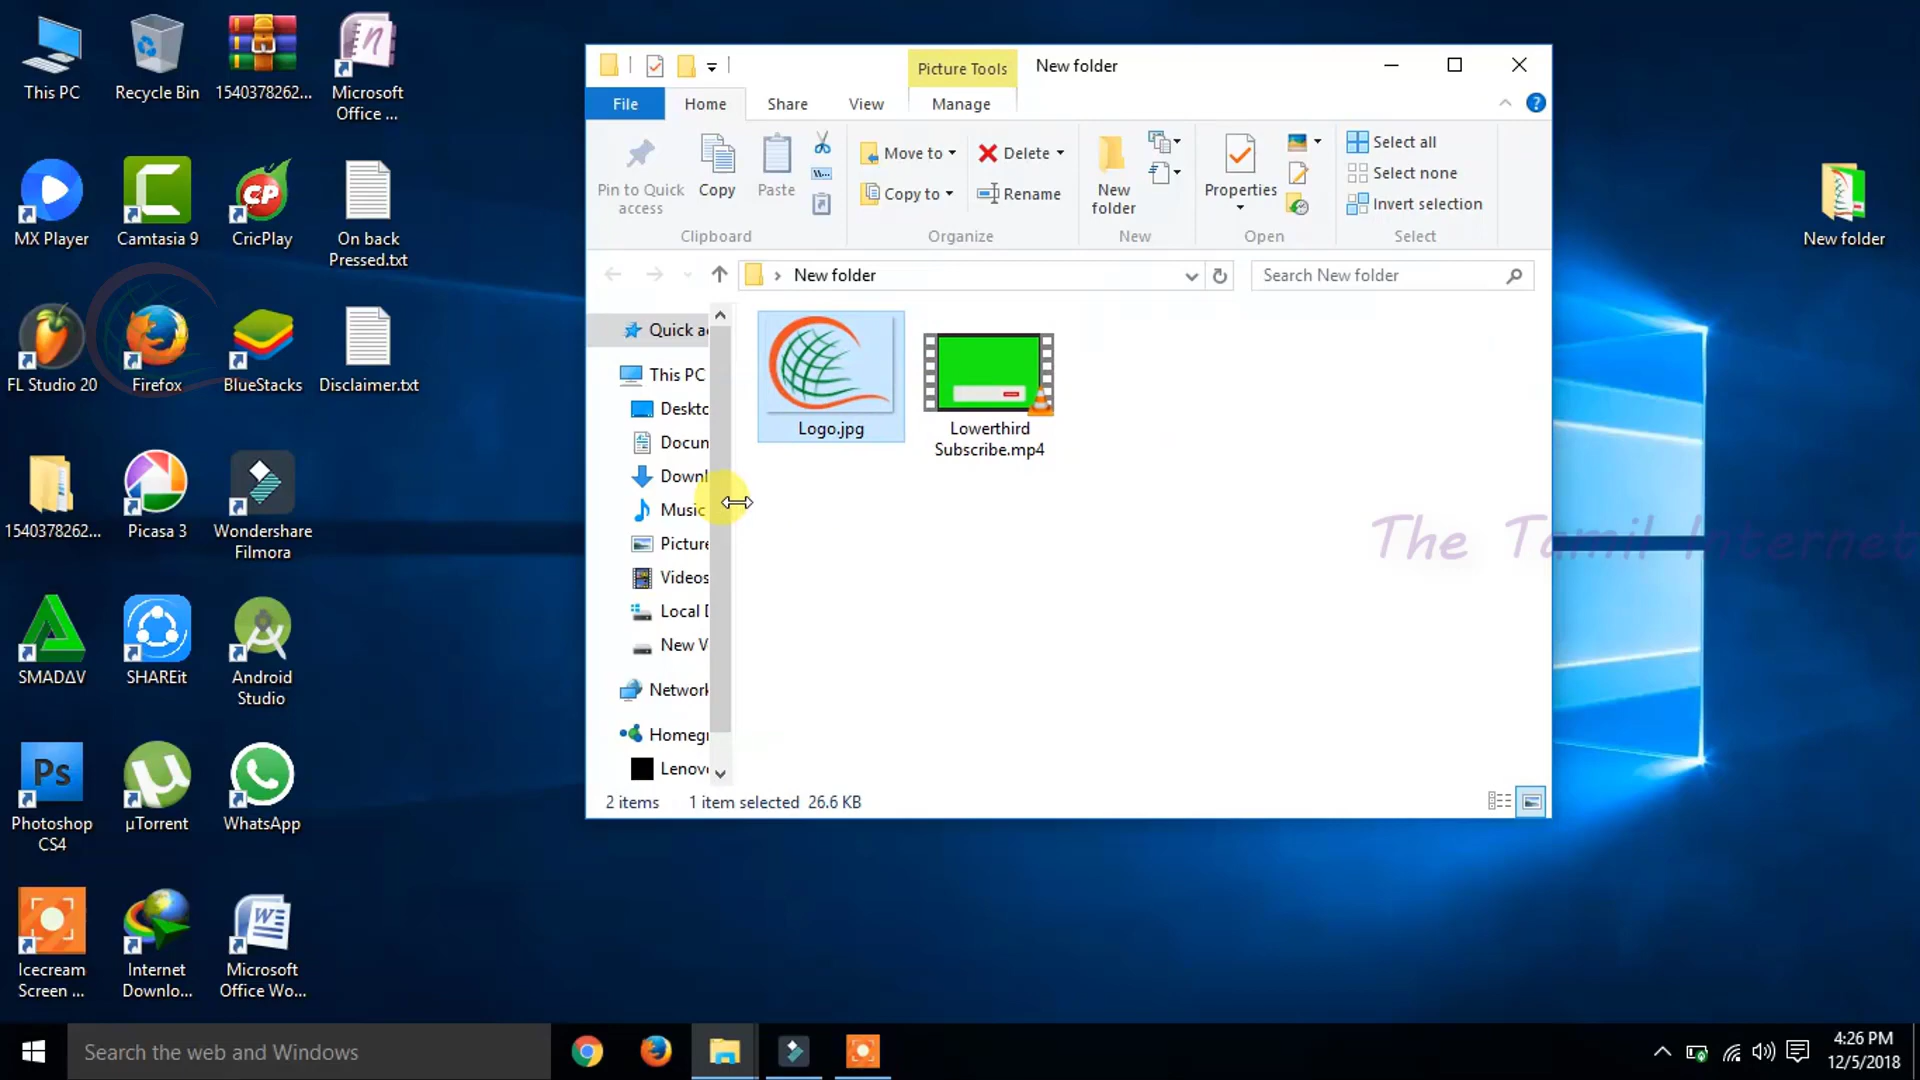 This PC
Recycle Bin
1540378262...
Microsoft
Office ...
MX Player
Camtasia 9
CricPlay
On back
Pressed.txt
FL Studio 20
Firefox
BlueStacks
Disclaimer.txt
1540378262...
Picasa 3
Wondershare
Filmora
SMADΔV
SHAREit
Android
Studio
Ps
Photoshop
CS4
µTorrent
WhatsApp
Icecream
Screen ...
Internet
Downlo...
Microsoft
Office Wo...
Picture Tools
New folder
File
Home
Share
View
Manage
Pin to Quick
access
Copy
Paste
Move to
Copy to
Delete
Rename
New
folder
Properties
Select all
Select none
Invert selection
Clipboard
Organize
New
Open
Select
New folder
Search New folder
Quick a
This PC
Deskto
Docun
Downl
Music
Picture
Videos
Local D
New V
Network
Homeg
Lenov
Logo.jpg
Lowerthird
Subscribe.mp4
2 items
1 item selected 26.6 KB
New folder
The Tamil Internet
Search the web and Windows
4:26 PM
12/5/2018